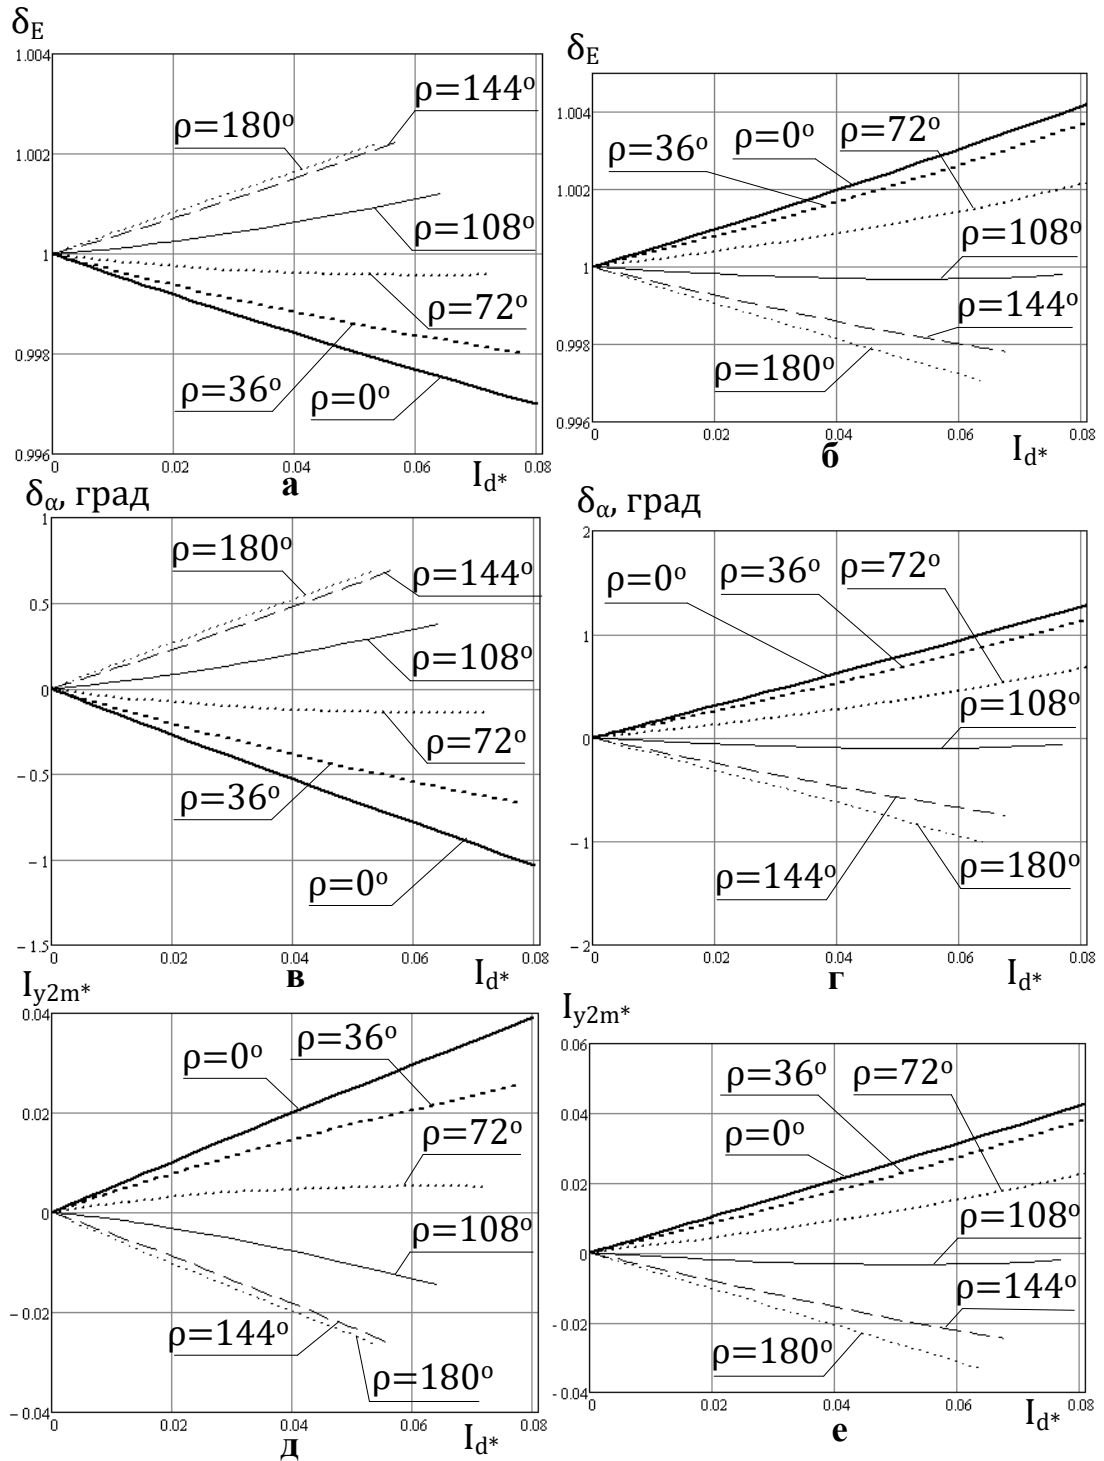 δE
1.004
1.002
1
0.998
0.996
0 0.02 0.04 0.06 0.08
ρ=144º
ρ=180º
ρ=108º
ρ=72º
ρ=36º
ρ=0º
Id*
а
δE
1.004
1.002
1
0.998
0.996
0 0.02 0.04 0.06 0.08
ρ=36º
ρ=0º
ρ=72º
ρ=108º
ρ=144º
ρ=180º
Id*
б
δα, град
1
0.5
0
− 0.5
− 1
− 1.5
0 0.02 0.04 0.06 0.08
ρ=180º
ρ=144º
ρ=108º
ρ=72º
ρ=36º
ρ=0º
Id*
в
δα, град
2
1
0
− 1
− 2
0 0.02 0.04 0.06 0.08
ρ=0º
ρ=36º
ρ=72º
ρ=108º
ρ=144º
ρ=180º
Id*
г
Iy2m*
0.04
0.02
0
− 0.02
− 0.04
0 0.02 0.04 0.06 0.08
ρ=0º
ρ=36º
ρ=72º
ρ=108º
ρ=144º
ρ=180º
Id*
д
Iy2m*
0.06
0.04
0.02
0
− 0.02
− 0.04
0 0.02 0.04 0.06 0.08
ρ=36º
ρ=72º
ρ=0º
ρ=108º
ρ=144º
ρ=180º
Id*
е